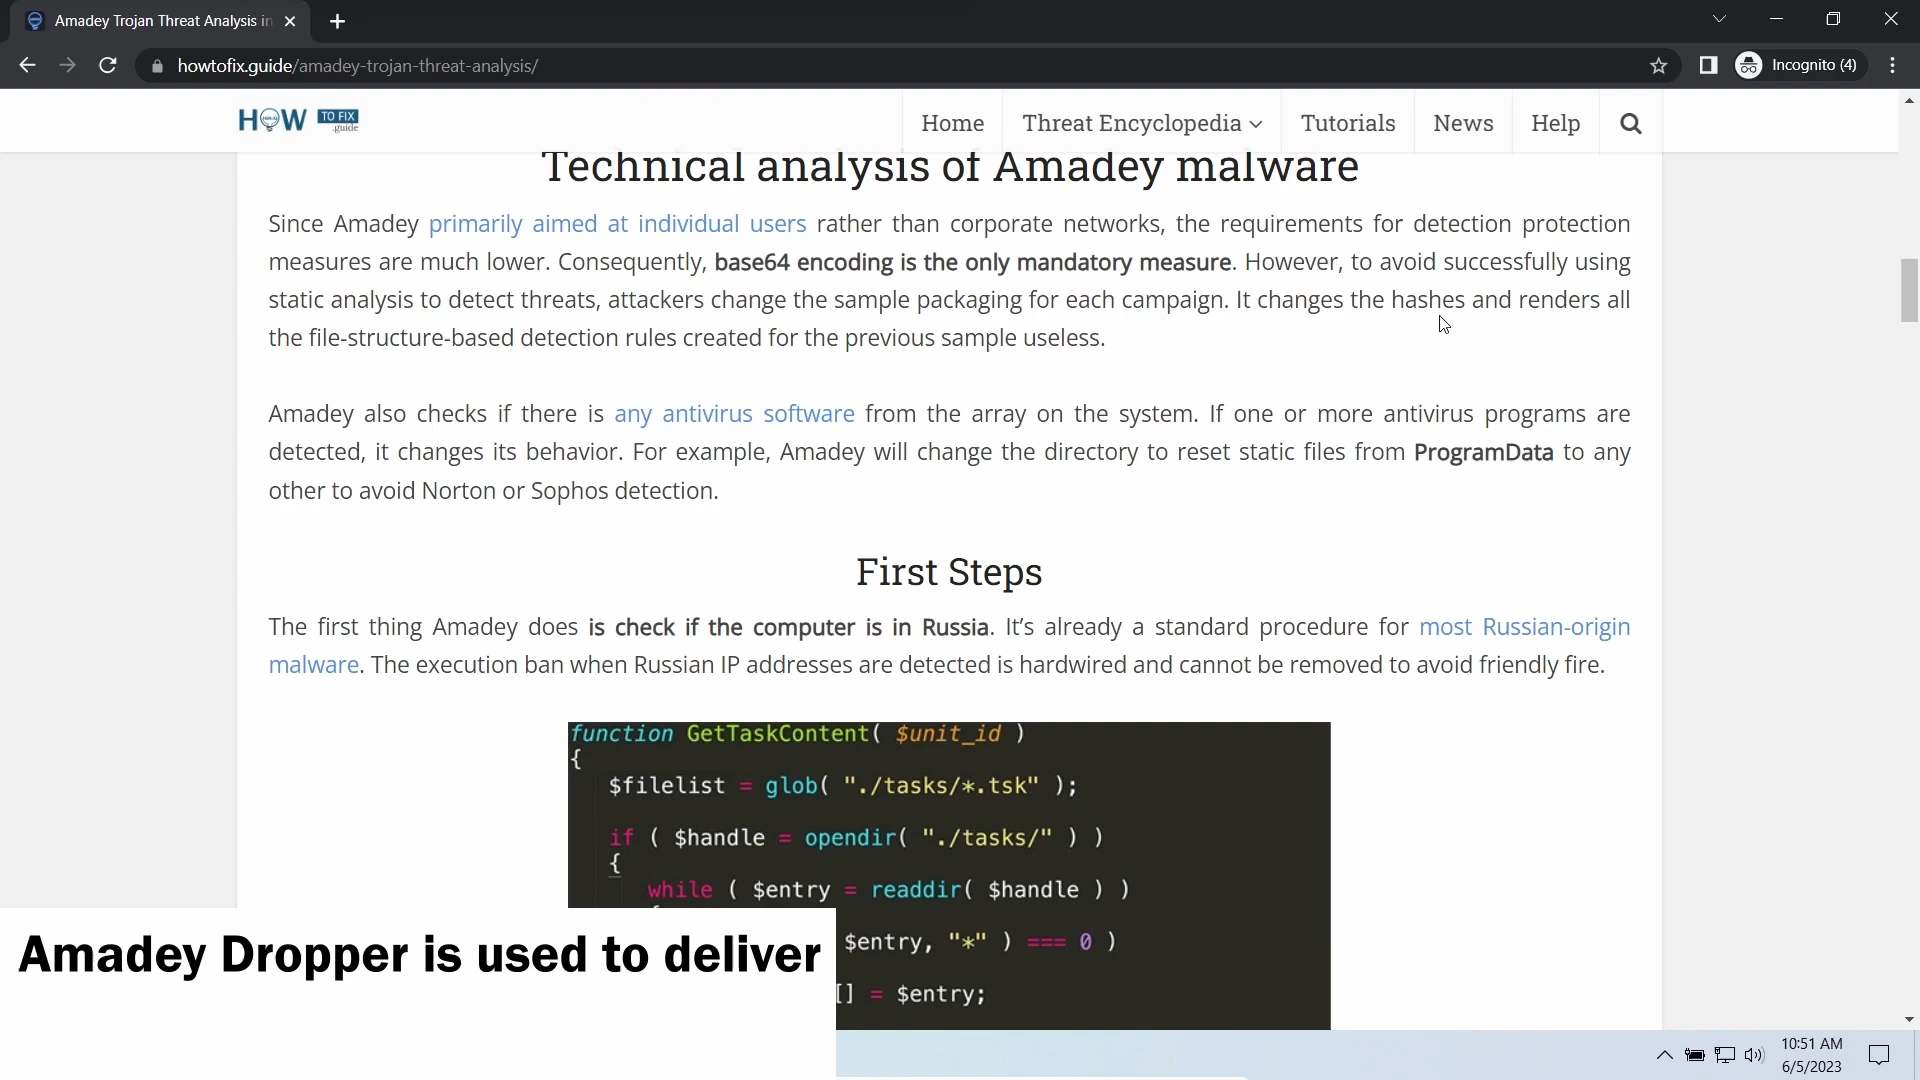 Amadey Trojan Threat Analysis in
howtofix.guide/amadey-trojan-threat-analysis/
Incognito (4)
HOW TO FIX .guide
Home Threat Encyclopedia Tutorials News Help
Technical analysis of Amadey malware
Since Amadey primarily aimed at individual users rather than corporate networks, the requirements for detection protection
measures are much lower. Consequently, base64 encoding is the only mandatory measure. However, to avoid successfully using
static analysis to detect threats, attackers change the sample packaging for each campaign. It changes the hashes and renders all
the file-structure-based detection rules created for the previous sample useless.
Amadey also checks if there is any antivirus software from the array on the system. If one or more antivirus programs are
detected, it changes its behavior. For example, Amadey will change the directory to reset static files from ProgramData to any
other to avoid Norton or Sophos detection.
First Steps
The first thing Amadey does is check if the computer is in Russia. It’s already a standard procedure for most Russian-origin
malware. The execution ban when Russian IP addresses are detected is hardwired and cannot be removed to avoid friendly fire.
function GetTaskContent( $unit_id )
{
$filelist = glob( "./tasks/*.tsk" );
if ( $handle = opendir( "./tasks/" ) )
{
while ( $entry = readdir( $handle ) )
$entry, "*" ) === 0 )
[] = $entry;
Amadey Dropper is used to deliver
10:51 AM
6/5/2023